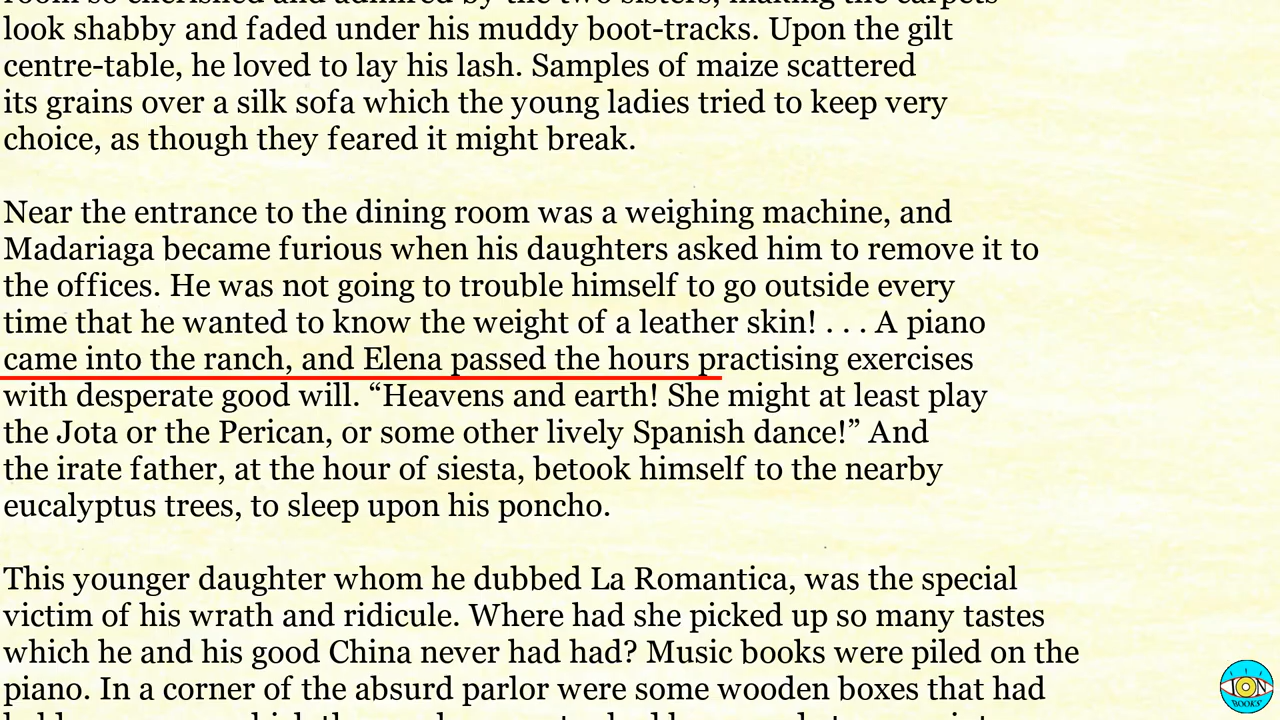 look shabby and faded under his muddy boot-tracks. Upon the gilt
centre-table, he loved to lay his lash. Samples of maize scattered
its grains over a silk sofa which the young ladies tried to keep very
choice, as though they feared it might break.
Near the entrance to the dining room was a weighing machine, and
Madariaga became furious when his daughters asked him to remove it to
the offices. He was not going to trouble himself to go outside every
time that he wanted to know the weight of a leather skin! . . . A piano
came into the ranch, and Elena passed the hours practising exercises
with desperate good will. “Heavens and earth! She might at least play
the Jota or the Perican, or some other lively Spanish dance!” And
the irate father, at the hour of siesta, betook himself to the nearby
eucalyptus trees, to sleep upon his poncho.
This younger daughter whom he dubbed La Romantica, was the special
victim of his wrath and ridicule. Where had she picked up so many tastes
which he and his good China never had had? Music books were piled on the
piano. In a corner of the absurd parlor were some wooden boxes that had
ION
BOOKS